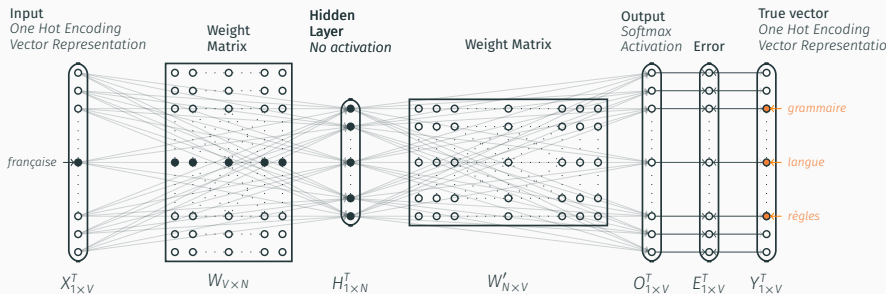 Input
One Hot Encoding
Vector Representation
Weight
Matrix
Hidden
Layer
No activation
Weight Matrix
Output
Softmax
Activation
Error
True vector
One Hot Encoding
Vector Representatio
grammaire
française
langue
règles
X^T_{1×V}
W_{V×N}
H^T_{1×N}
W'_{N×V}
O^T_{1×V}
E^T_{1×V}
Y^T_{1×V}